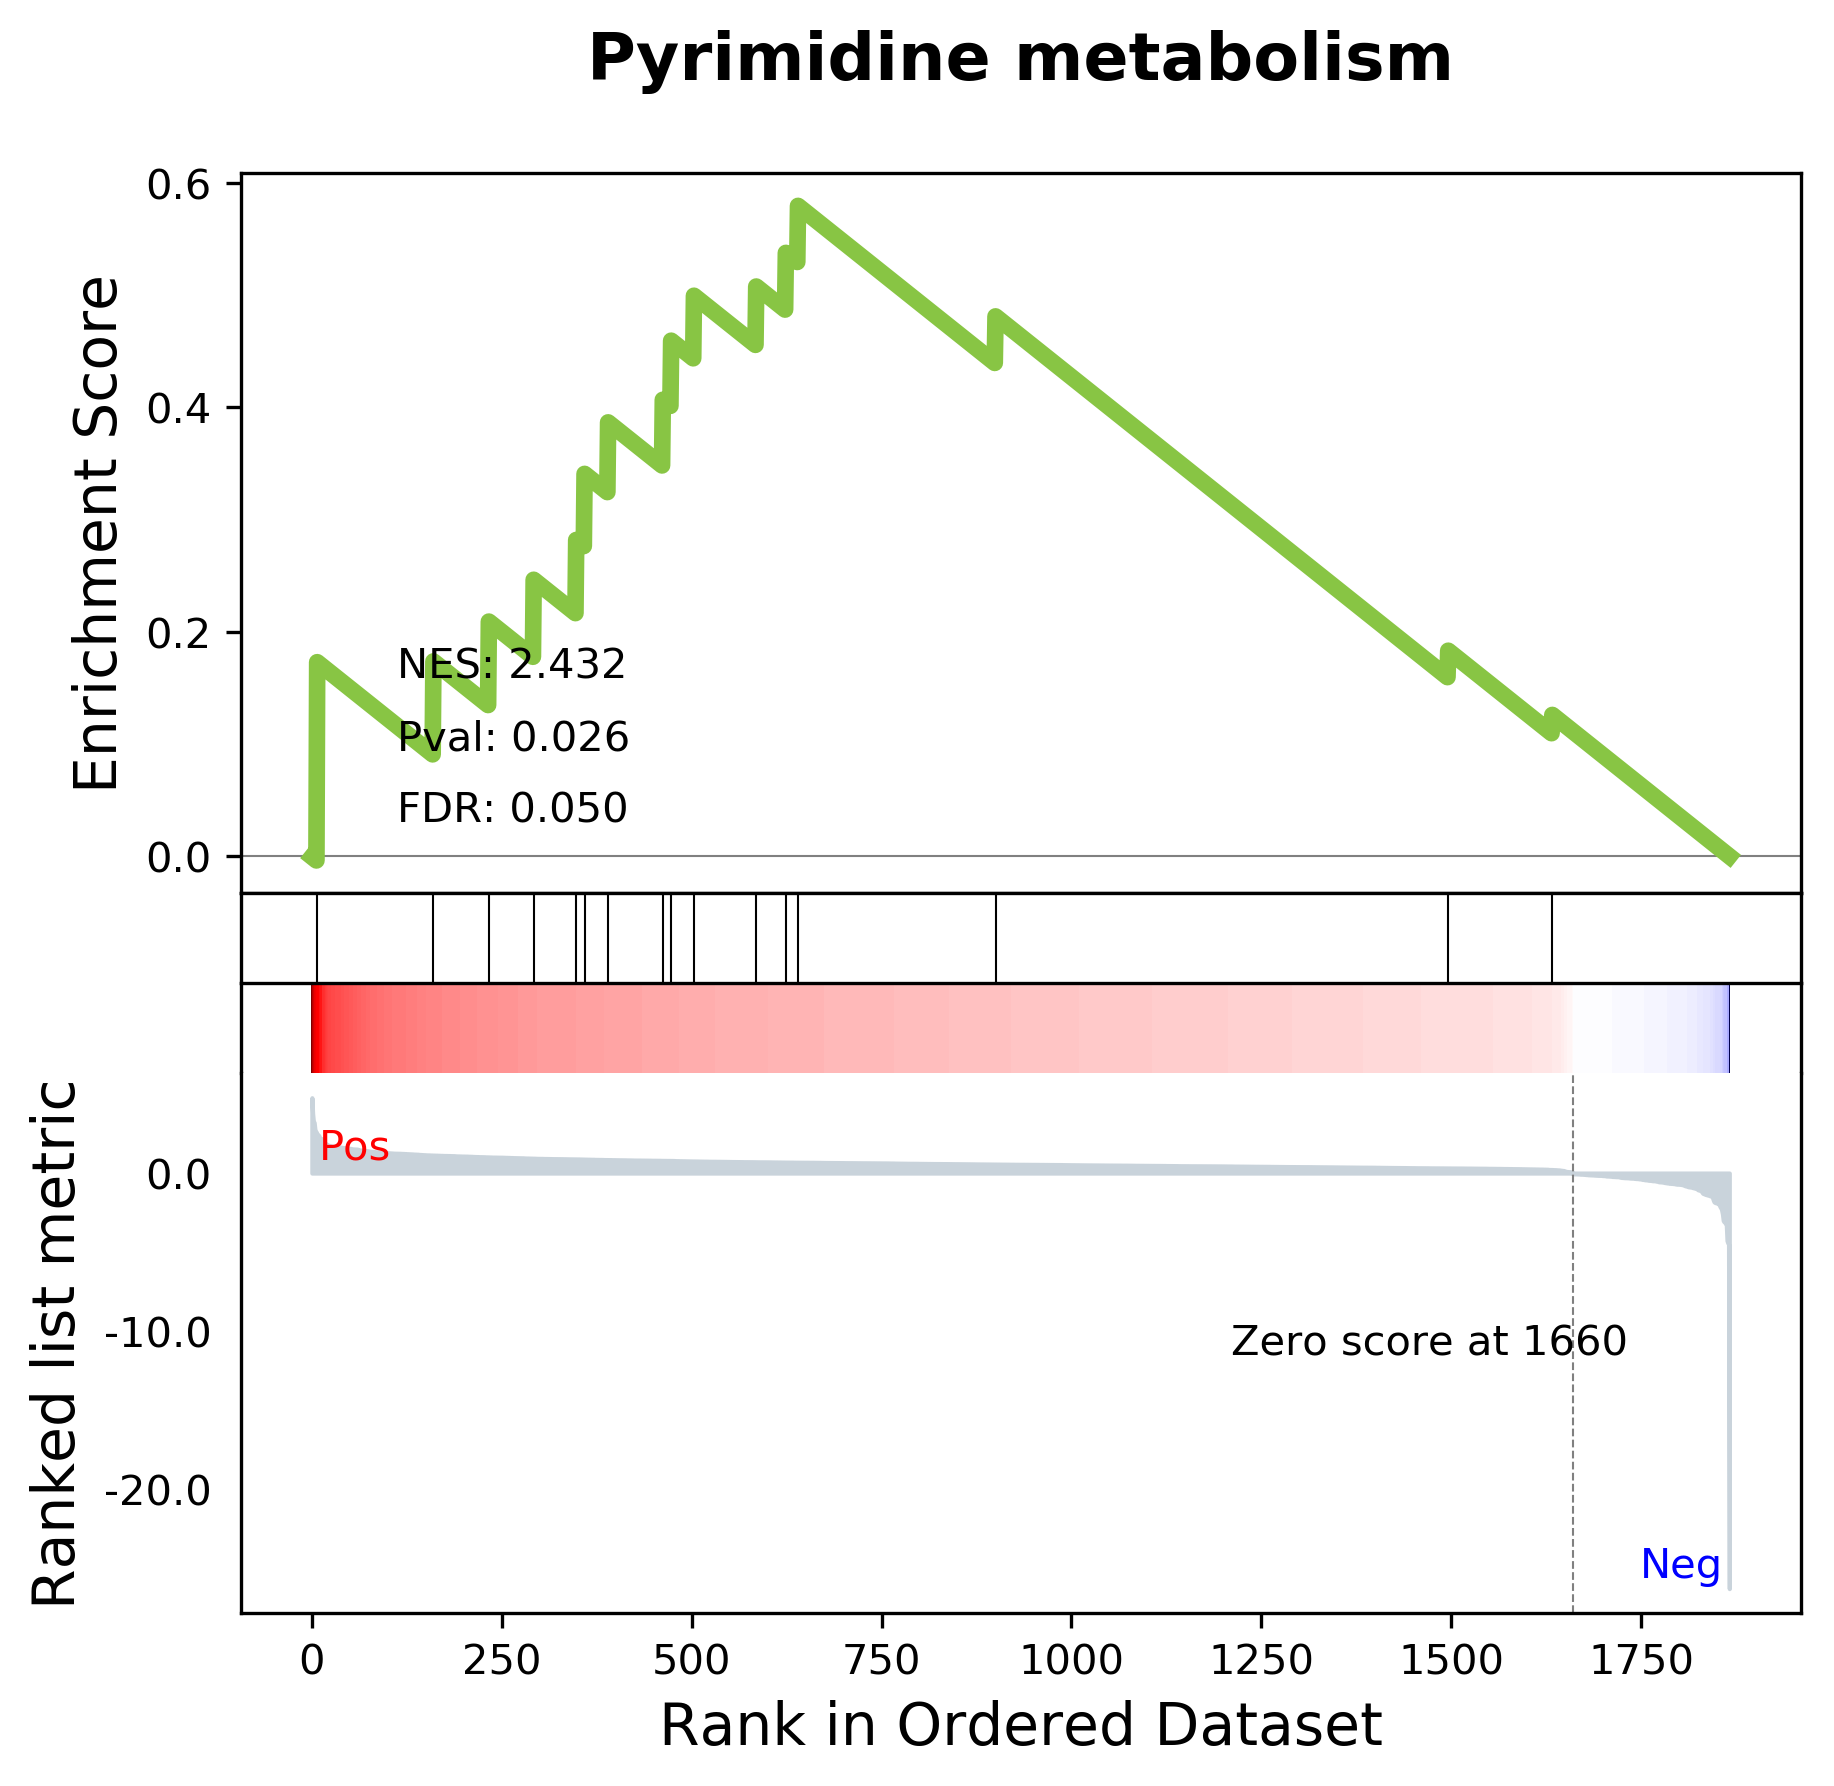 Pyrimidine metabolism
Enrichment Score
0.6
0.4
0.2
0.0
NES: 2.432
Pval: 0.026
FDR: 0.050
Ranked list metric
0.0
-10.0
-20.0
Pos
Zero score at 1660
Neg
0 250 500 750 1000 1250 1500 1750
Rank in Ordered Dataset